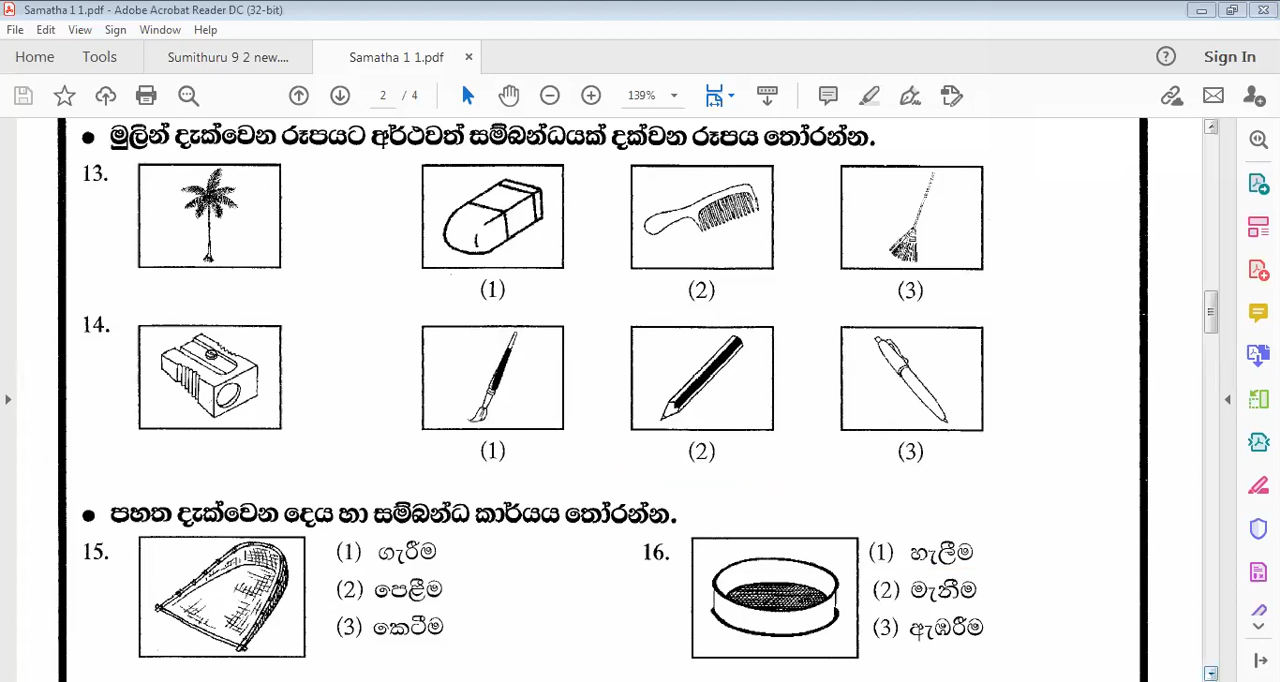 Samatha 1 1.pdf - Adobe Acrobat Reader DC (32-bit)
File Edit View Sign Window Help
Home Tools Sumithuru 9 2 new.... Samatha 1 1.pdf × Sign In
2 / 4 139%
● මුලින් දැක්වෙන රූපයට අර්ථවත් සම්බන්ධයක් දක්වන රූපය තෝරන්න.
13.
(1) (2) (3)
14.
(1) (2) (3)
● පහත දැක්වෙන දෙය හා සම්බන්ධ කාර්යය තෝරන්න.
15. (1) ගැරීම 16. (1) හැලීම
(2) පෙළීම (2) මැනීම
(3) කෙටීම (3) ඇඹරීම